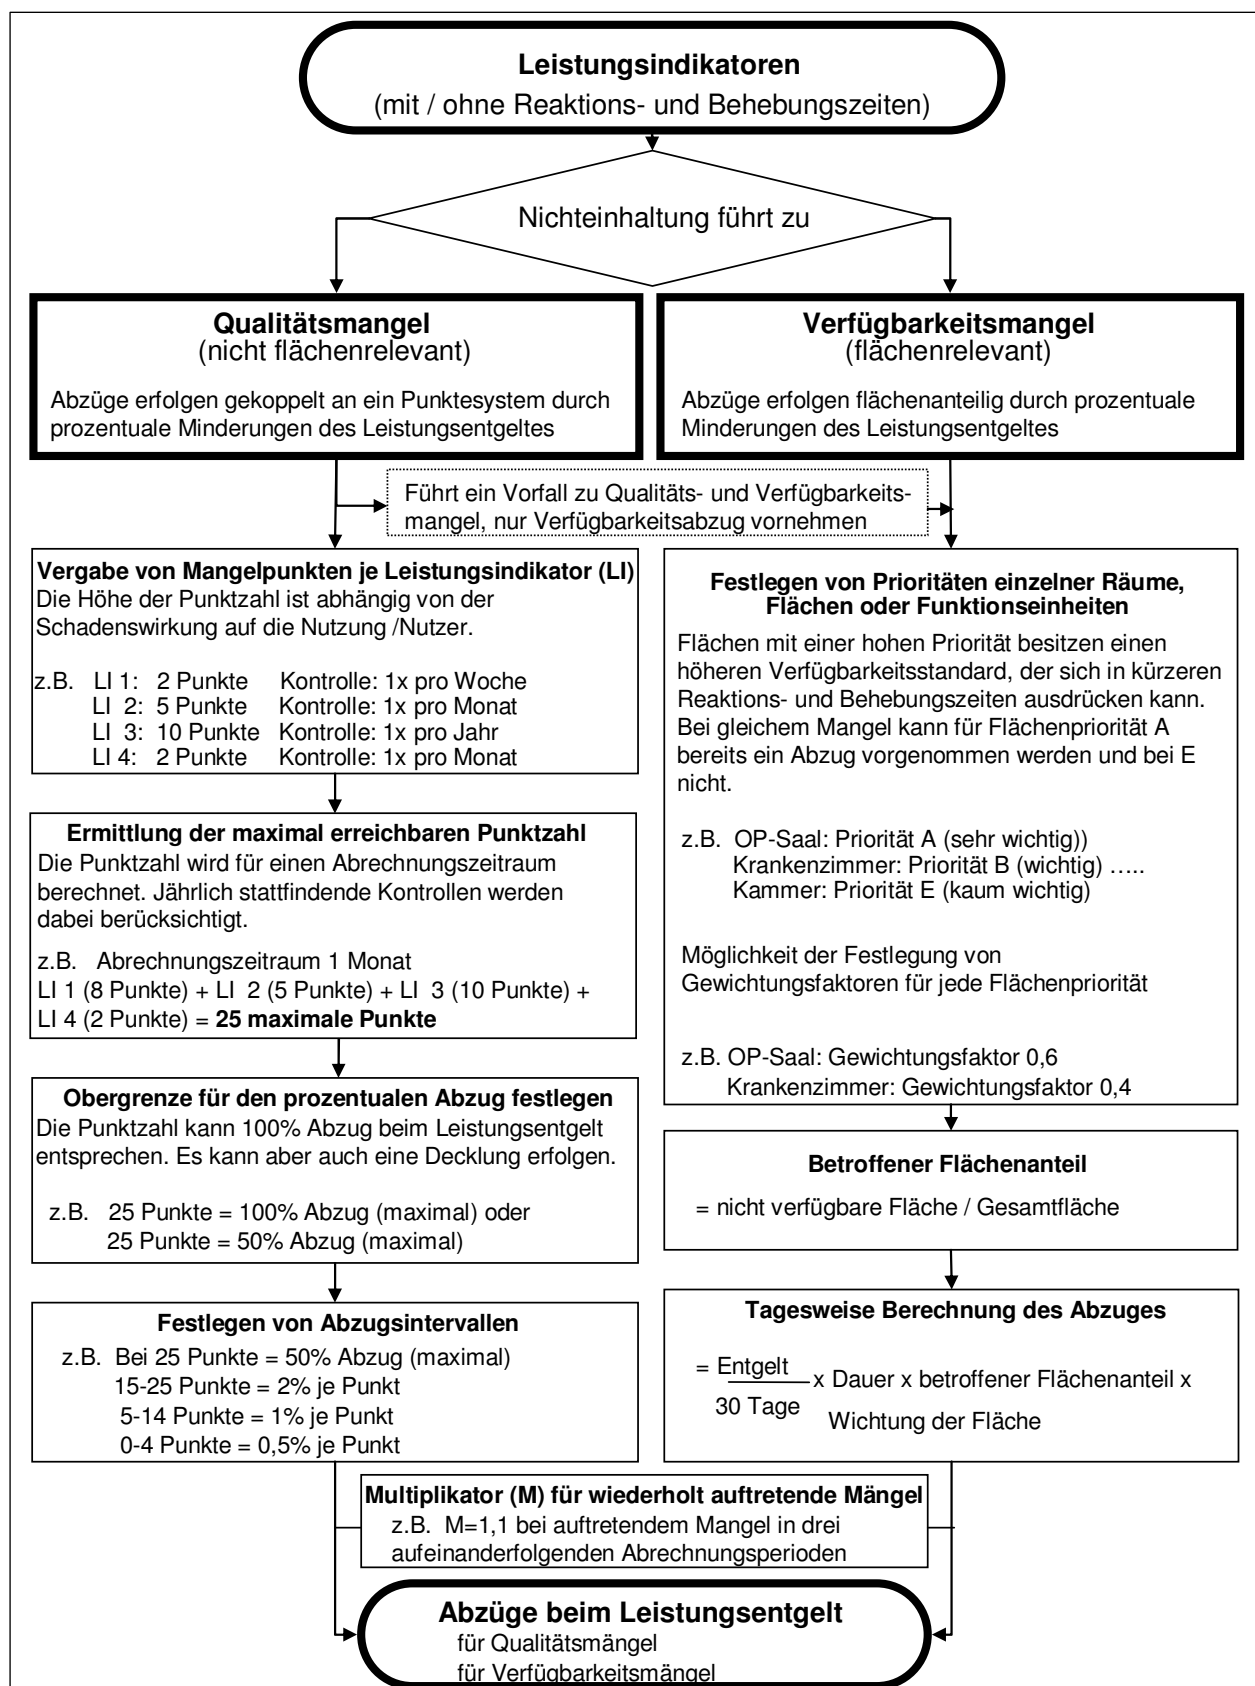 Leistungsindikatoren
(mit / ohne Reaktions- und Behebungszeiten)
Nichteinhaltung führt zu
Qualitätsmangel
(nicht flächenrelevant)
Abzüge erfolgen gekoppelt an ein Punktesystem durch
prozentuale Minderungen des Leistungsentgeltes
Verfügbarkeitsmangel
(flächenrelevant)
Abzüge erfolgen flächenanteilig durch prozentuale
Minderungen des Leistungsentgeltes
Führt ein Vorfall zu Qualitäts- und Verfügbarkeits-
mangel, nur Verfügbarkeitsabzug vornehmen
Vergabe von Mangelpunkten je Leistungsindikator (LI)
Die Höhe der Punktzahl ist abhängig von der
Schadenswirkung auf die Nutzung /Nutzer.
z.B. LI 1: 2 Punkte Kontrolle: 1x pro Woche
LI 2: 5 Punkte Kontrolle: 1x pro Monat
LI 3: 10 Punkte Kontrolle: 1x pro Jahr
LI 4: 2 Punkte Kontrolle: 1x pro Monat
Ermittlung der maximal erreichbaren Punktzahl
Die Punktzahl wird für einen Abrechnungszeitraum
berechnet. Jährlich stattfindende Kontrollen werden
dabei berücksichtigt.
z.B. Abrechnungszeitraum 1 Monat
LI 1 (8 Punkte) + LI 2 (5 Punkte) + LI 3 (10 Punkte) +
LI 4 (2 Punkte) = 25 maximale Punkte
Obergrenze für den prozentualen Abzug festlegen
Die Punktzahl kann 100% Abzug beim Leistungsentgelt
entsprechen. Es kann aber auch eine Decklung erfolgen.
z.B. 25 Punkte = 100% Abzug (maximal) oder
25 Punkte = 50% Abzug (maximal)
Festlegen von Abzugsintervallen
z.B. Bei 25 Punkte = 50% Abzug (maximal)
15-25 Punkte = 2% je Punkt
5-14 Punkte = 1% je Punkt
0-4 Punkte = 0,5% je Punkt
Festlegen von Prioritäten einzelner Räume,
Flächen oder Funktionseinheiten
Flächen mit einer hohen Priorität besitzen einen
höheren Verfügbarkeitsstandard, der sich in kürzeren
Reaktions- und Behebungszeiten ausdrücken kann.
Bei gleichem Mangel kann für Flächenpriorität A
bereits ein Abzug vorgenommen werden und bei E
nicht.
z.B. OP-Saal: Priorität A (sehr wichtig))
Krankenzimmer: Priorität B (wichtig) …..
Kammer: Priorität E (kaum wichtig)
Möglichkeit der Festlegung von
Gewichtungsfaktoren für jede Flächenpriorität
z.B. OP-Saal: Gewichtungsfaktor 0,6
Krankenzimmer: Gewichtungsfaktor 0,4
Betroffener Flächenanteil
= nicht verfügbare Fläche / Gesamtfläche
Tagesweise Berechnung des Abzuges
= Entgelt x Dauer x betroffener Flächenanteil x
30 Tage Wichtung der Fläche
Multiplikator (M) für wiederholt auftretende Mängel
z.B. M=1,1 bei auftretendem Mangel in drei
aufeinanderfolgenden Abrechnungsperioden
Abzüge beim Leistungsentgelt
für Qualitätsmängel
für Verfügbarkeitsmängel